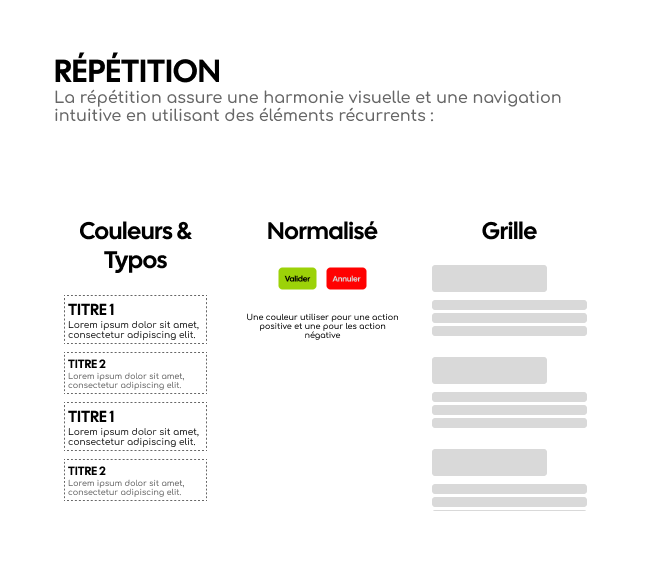 RÉPÉTITION
La répétition assure une harmonie visuelle et une navigation
intuitive en utilisant des éléments récurrents :
Couleurs &
Typos
TITRE 1
Lorem ipsum dolor sit amet,
consectetur adipiscing elit.
TITRE 2
Lorem ipsum dolor sit amet,
consectetur adipiscing elit.
TITRE 1
Lorem ipsum dolor sit amet,
consectetur adipiscing elit.
TITRE 2
Lorem ipsum dolor sit amet,
consectetur adipiscing elit.
Normalisé
Valider
Annuler
Une couleur utiliser pour une action
positive et une pour les action
négative
Grille